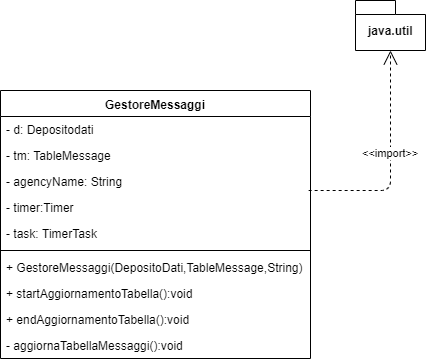 java.util
GestoreMessaggi
- d: Depositodati
- tm: TableMessage
<<import>>
- agencyName: String
- timer:Timer
- task: TimerTask
+ GestoreMessaggi(DepositoDati,TableMessage,String)
+ startAggiornamentoTabella():void
+ endAggiornamentoTabella():void
- aggiornaTabellaMessaggi():void